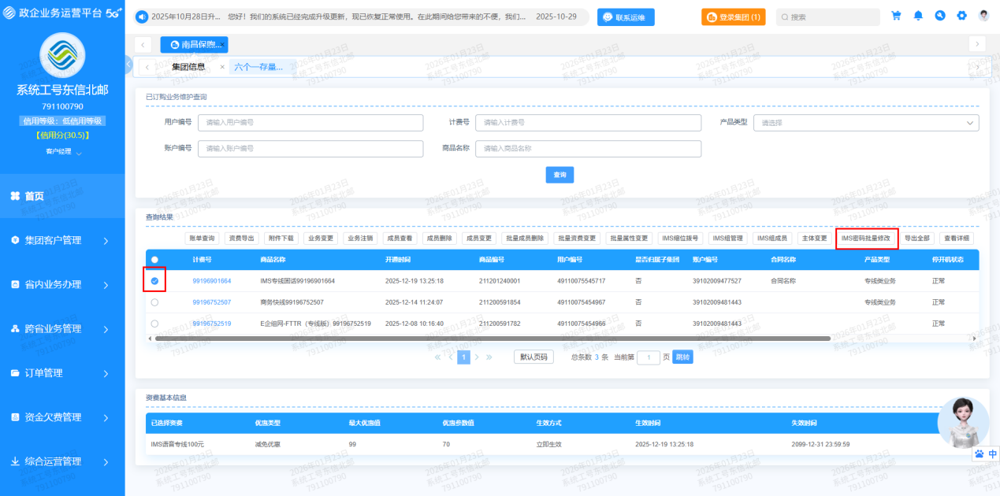 政企业务运营平台 5G
2025年10月28日升... 您好！我们的系统已经完成升级更新，现已恢复正常使用。在此期间给您带来的不便，我们... 2025-10-29
联系运维
登录集团 (1)
搜索
系统工号东信北邮
791100790
信用等级：低信用等级
【信用分(30.5)】
客户经理
首页
集团客户管理
省内业务办理
跨省业务管理
订单管理
资金欠费管理
综合运营管理
南昌保煦...
集团信息 × 六个一存量...
已订购业务维护查询
用户编号 请输入用户编号 计费号 请输入计费号 产品类型 请选择
账户编号 请输入账户编号 商品名称 请输入商品名称
查询
查询结果
账单查询 资费导出 附件下载 业务变更 业务注销 成员查看 成员删除 成员变更 批量成员删除 批量资费变更 批量属性变更 IMS缩位拨号 IMS组管理 IMS组成员 主体变更 IMS密码批量修改 导出全部 查看详细
计费号 商品名称 开通时间 商品编号 用户编号 是否归属子集团 账户编号 合同名称 产品类型 停开机状态
99196901664 IMS专线固话99196901664 2025-12-19 13:25:18 211201240001 49110075545717 否 39102009477527 合同名称 专线类业务 正常
99196752507 商务快线99196752507 2025-12-14 11:24:07 211200591854 49110075454967 否 39102009481443 专线类业务 正常
99196752519 E企组网-FTTR（专线版）99196752519 2025-12-08 10:16:40 211200591782 49110075454966 否 39102009481443 正常
« ‹ 1 › » 默认页码 总条数 3 条 当前第 1 页 跳转
资费基本信息
已选择资费 优惠类型 最大优惠值 优惠参数值 生效方式 生效时间 失效时间
IMS语音专线100元 减免优惠 99 70 立即生效 2025-12-19 13:25:18 2099-12-31 23:59:59
中
2026年01月23日
系统工号东信北邮
791100790